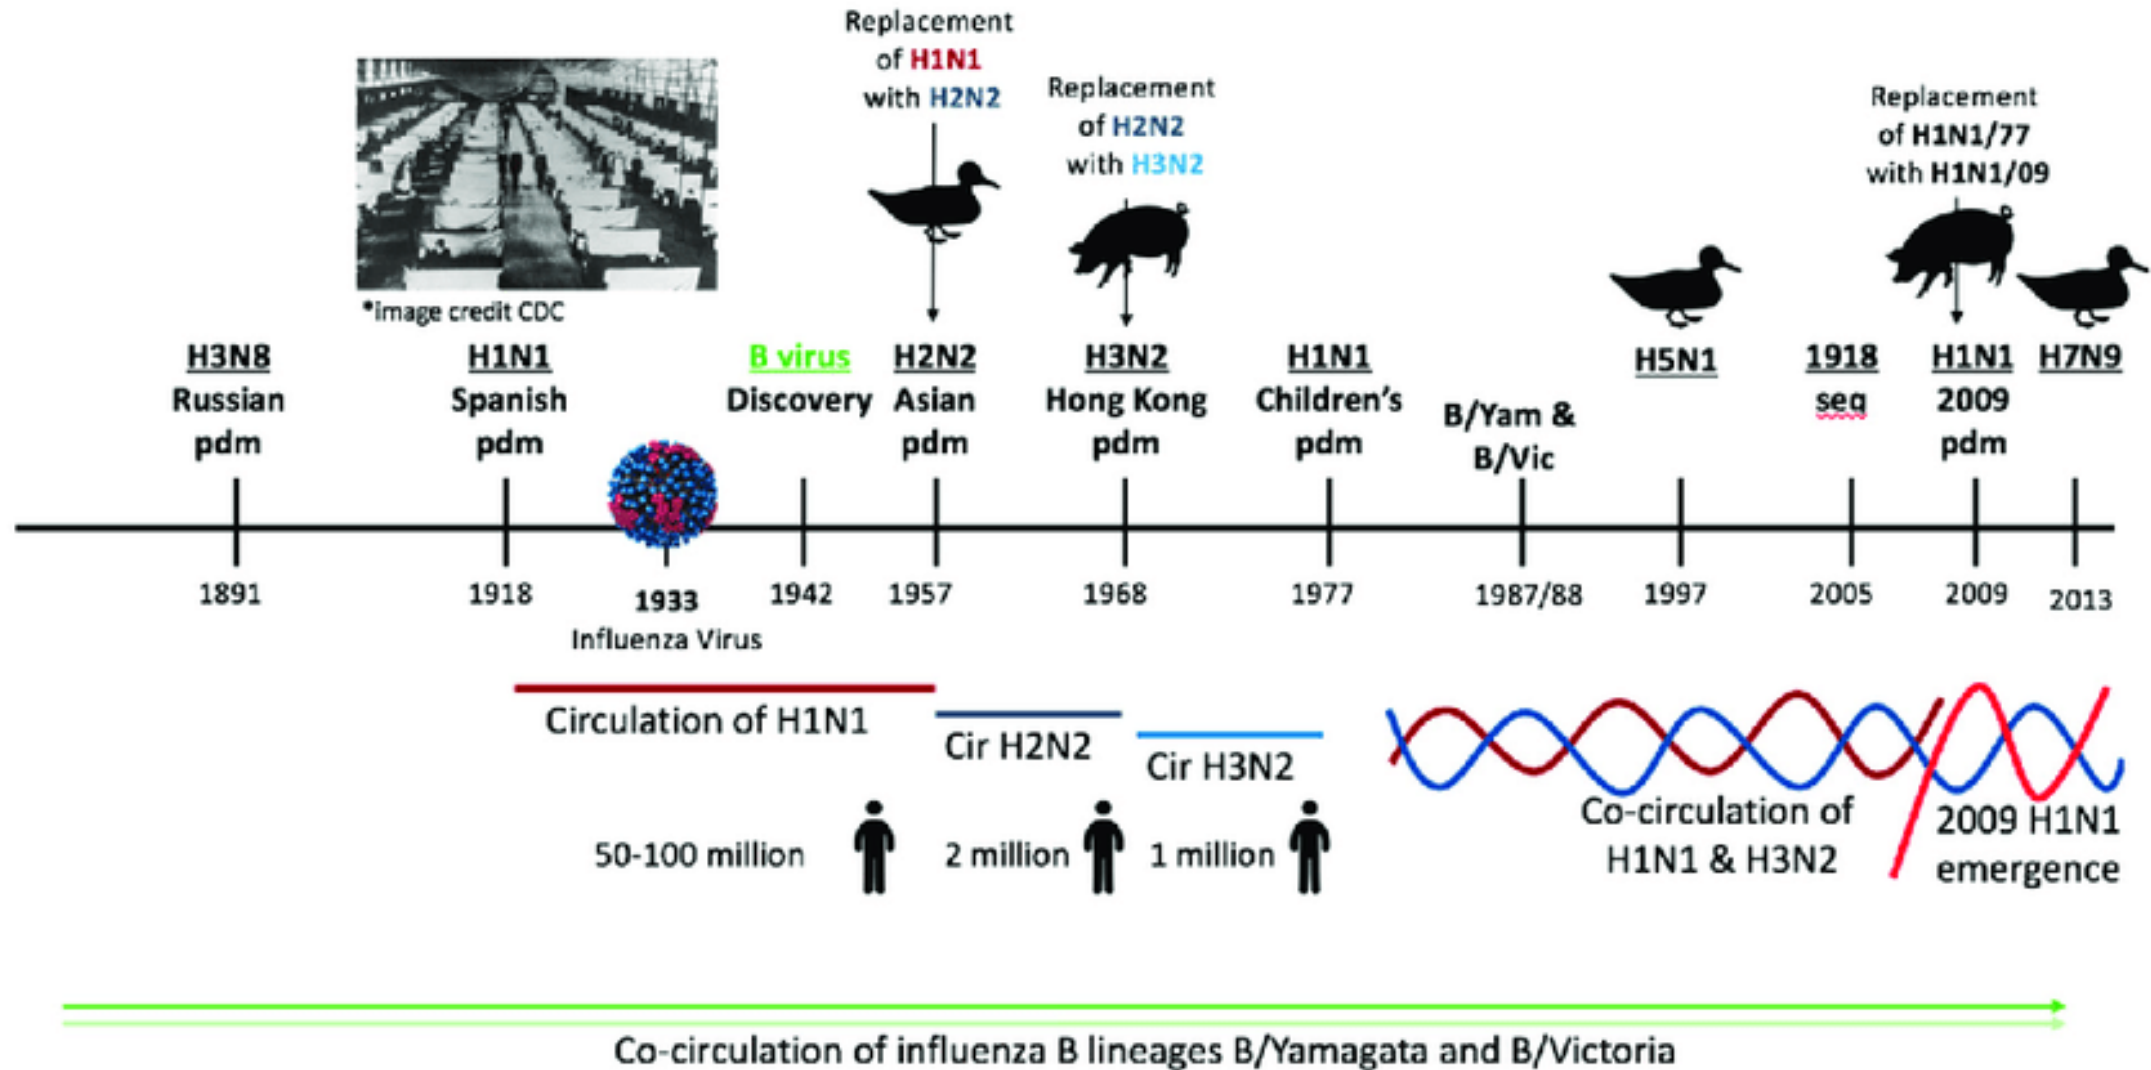 Replacement
of H1N1
with H2N2
Replacement
of H2N2
with H3N2
Replacement
of H1N1/77
with H1N1/09
*image credit CDC
H3N8
Russian
pdm
H1N1
Spanish
pdm
B virus
Discovery
H2N2
Asian
pdm
H3N2
Hong Kong
pdm
H1N1
Children's
pdm
B/Yam &
B/Vic
H5N1
1918
seq
H1N1
2009
pdm
H7N9
1891
1918
1933
Influenza Virus
1942
1957
1968
1977
1987/88
1997
2005
2009
2013
Circulation of H1N1
Cir H2N2
Cir H3N2
50-100 million
2 million
1 million
Co-circulation of
H1N1 & H3N2
2009 H1N1
emergence
Co-circulation of influenza B lineages B/Yamagata and B/Victoria